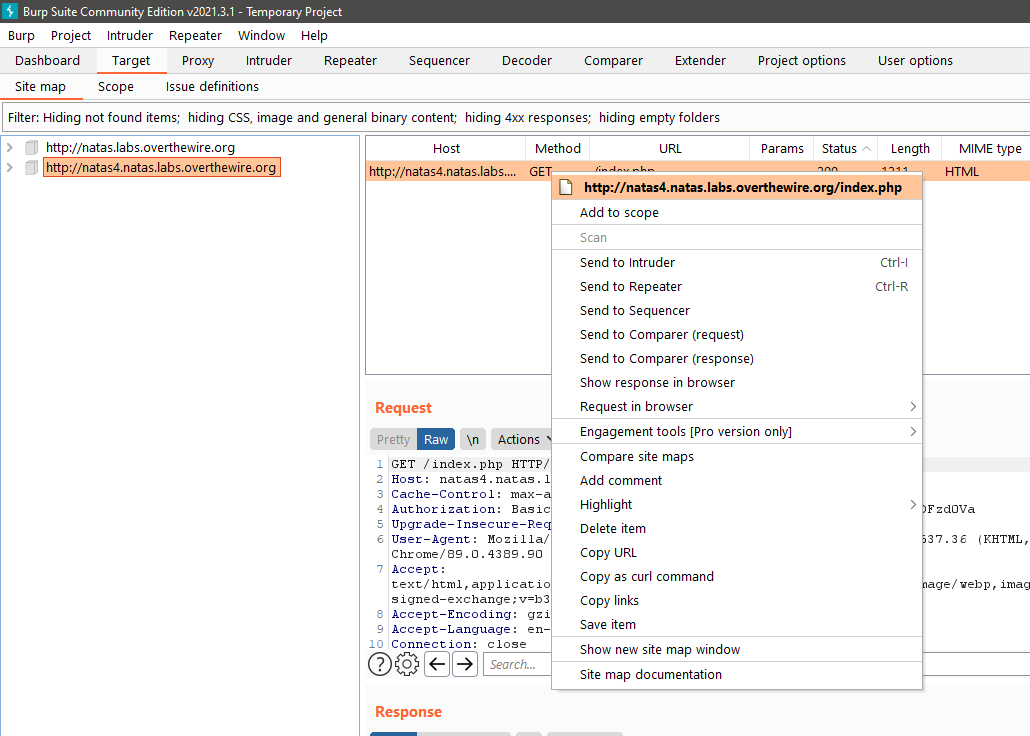 Burp Suite Community Edition v2021.3.1 - Temporary Project
Burp Project Intruder Repeater Window Help
Dashboard Target Proxy Intruder Repeater Sequencer Decoder Comparer Extender Project options User options
Site map Scope Issue definitions
Filter: Hiding not found items; hiding CSS, image and general binary content; hiding 4xx responses; hiding empty folders
http://natas.labs.overthewire.org
http://natas4.natas.labs.overthewire.org
Host Method URL Params Status Length MIME type
http://natas4.natas.labs.... GET /index.php 200 1211 HTML
http://natas4.natas.labs.overthewire.org/index.php
Add to scope
Scan
Send to Intruder Ctrl-I
Send to Repeater Ctrl-R
Send to Sequencer
Send to Comparer (request)
Send to Comparer (response)
Show response in browser
Request in browser
Engagement tools [Pro version only]
Compare site maps
Add comment
Highlight
Delete item
Copy URL
Copy as curl command
Copy links
Save item
Show new site map window
Site map documentation
Request
Pretty Raw \n Actions
1 GET /index.php HTTP/
2 Host: natas4.natas.l
3 Cache-Control: max-a
4 Authorization: Basic
5 Upgrade-Insecure-Req
6 User-Agent: Mozilla/ 537.36 (KHTML,
Chrome/89.0.4389.90
7 Accept:
text/html,application mage/webp,imag
signed-exchange;v=b3
8 Accept-Encoding: gzi
9 Accept-Language: en-
10 Connection: close
Search...
Response